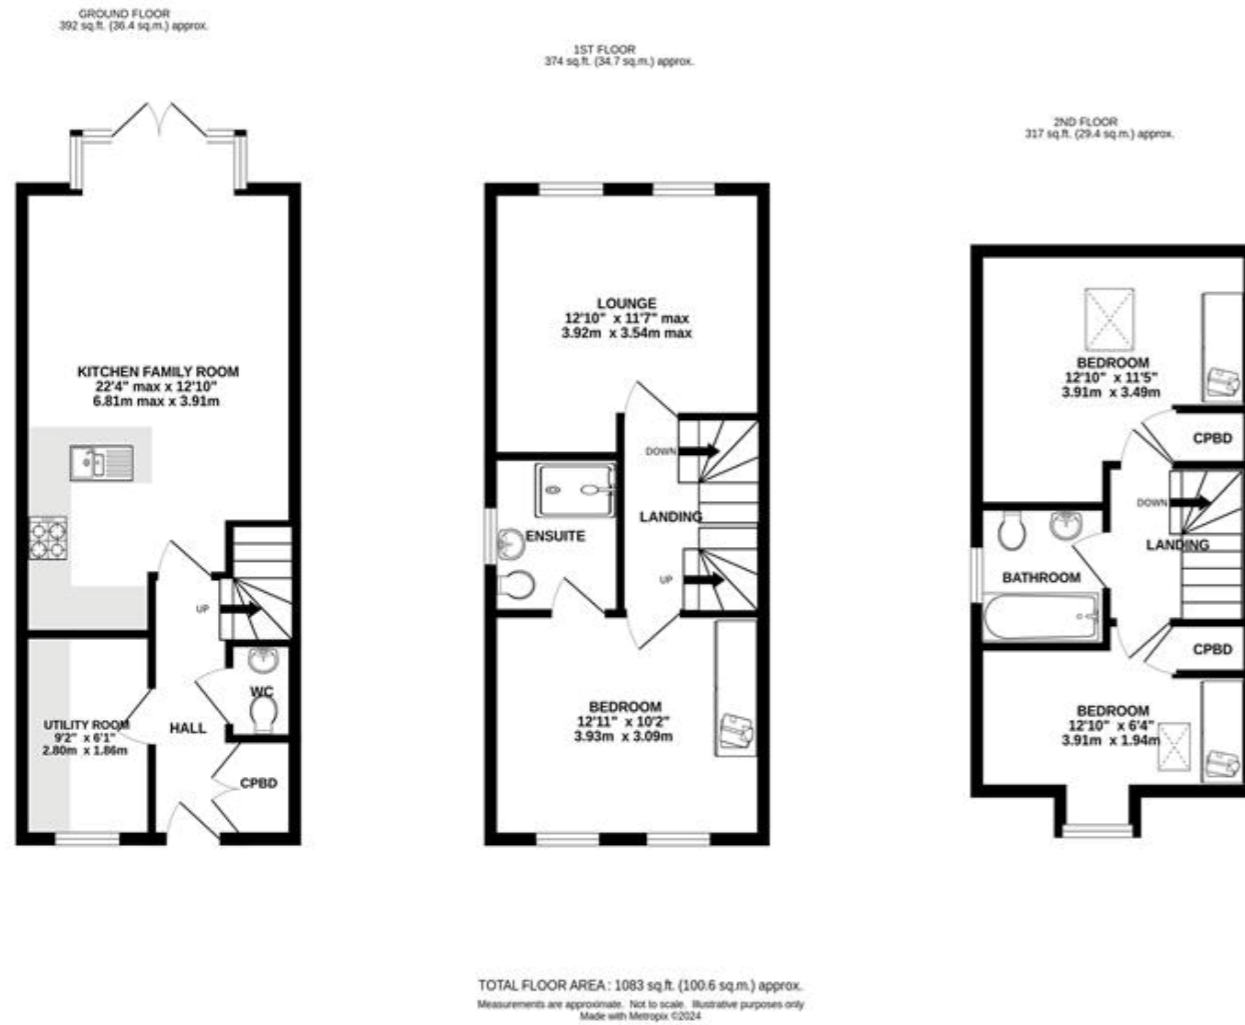 GROUND FLOOR
392 sq.ft. (36.4 sq.m.) approx.
KITCHEN FAMILY ROOM
22'4" max x 12'10"
6.81m max x 3.91m
UP
WC
UTILITY ROOM
9'2" x 6'1"
2.80m x 1.86m
HALL
CPBD
1ST FLOOR
374 sq.ft. (34.7 sq.m.) approx.
LOUNGE
12'10" x 11'7" max
3.92m x 3.54m max
DOWN
LANDING
ENSUITE
UP
BEDROOM
12'11" x 10'2"
3.93m x 3.09m
2ND FLOOR
317 sq.ft. (29.4 sq.m.) approx.
BEDROOM
12'10" x 11'5"
3.91m x 3.49m
CPBD
DOWN
LANDING
BATHROOM
CPBD
BEDROOM
12'10" x 6'4"
3.91m x 1.94m
TOTAL FLOOR AREA : 1083 sq.ft. (100.6 sq.m.) approx.
Measurements are approximate. Not to scale. Illustrative purposes only
Made with Metropix ©2024